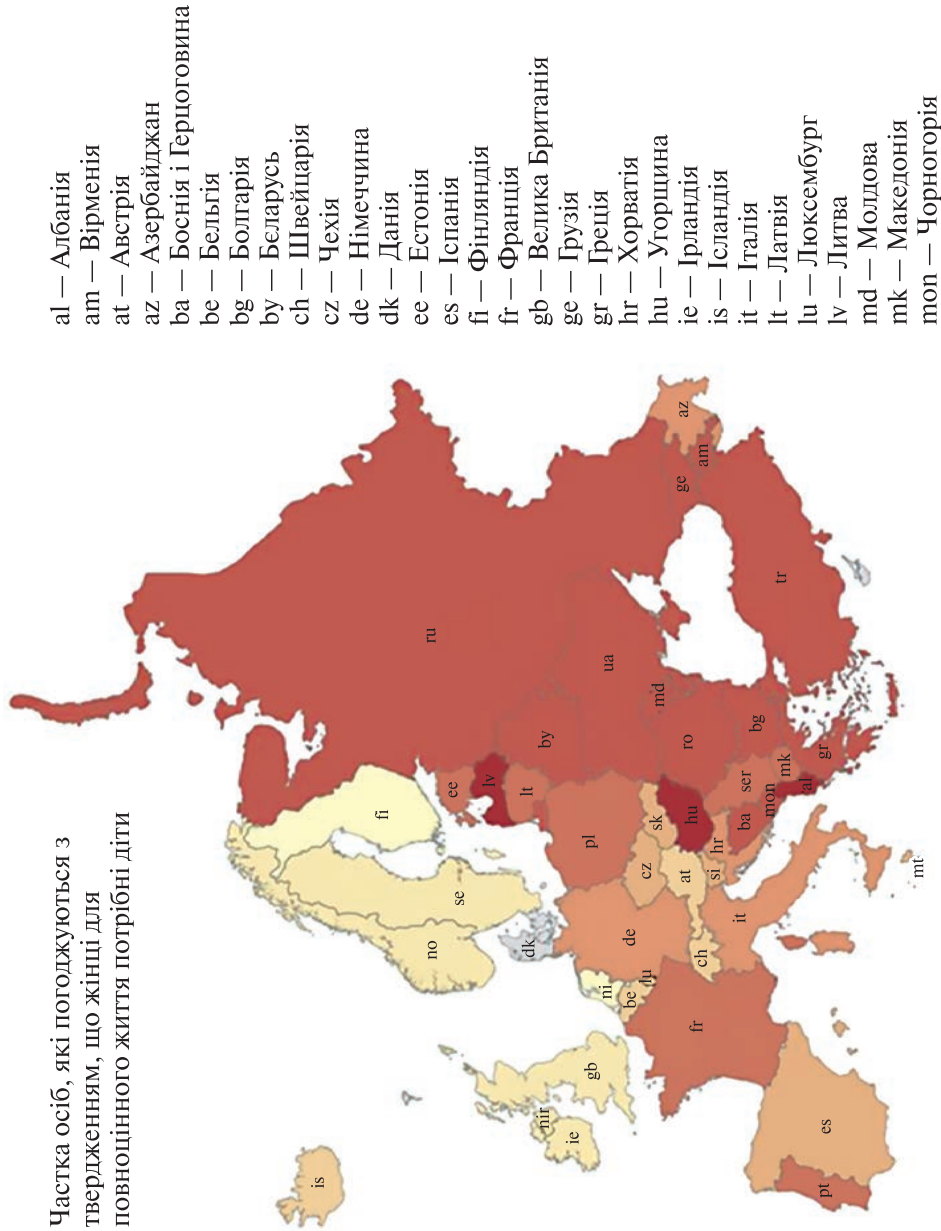 Частка осіб, які погоджуються з
твердженням, що жінці для
повноцінного життя потрібні діти
is
nir
ie
gb
no
se
fi
ru
dk
ee
lv
lt
by
ni
be
lu
de
pl
ua
cz
sk
md
fr
ch
at
hu
ro
si
hr
ba
ser
bg
it
mon
mk
al
gr
pt
es
mt
tr
ge
am
az
al — Албанія
am — Вірменія
at — Австрія
az — Азербайджан
ba — Боснія і Герцоговина
be — Бельгія
bg — Болгарія
by — Бєларусь
ch — Швейцарія
cz — Чехія
de — Німеччина
dk — Данія
ee — Естонія
es — Іспанія
fi — Фінляндія
fr — Франція
gb — Велика Британія
ge — Грузія
gr — Греція
hr — Хорватія
hu — Угорщина
ie — Ірландія
is — Ісландія
it — Італія
lt — Латвія
lu — Люксембург
lv — Литва
md — Молдова
mk — Македонія
mon — Чорногорія